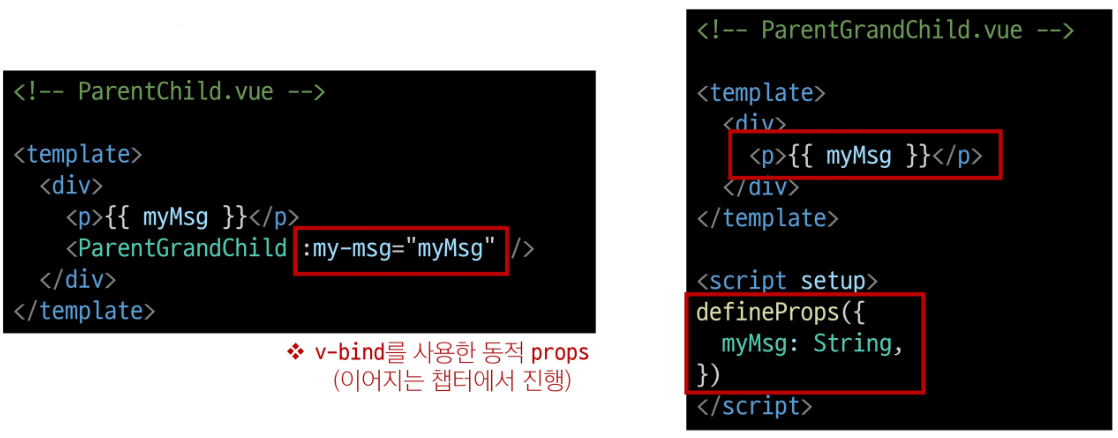 <!-- ParentChild.vue -->
<template>
  <div>
    <p>{{ myMsg }}</p>
    <ParentGrandChild :my-msg="myMsg" />
  </div>
</template>
❖ v-bind를 사용한 동적 props
(이어지는 챕터에서 진행)
<!-- ParentGrandChild.vue -->
<template>
  <div>
    <p>{{ myMsg }}</p>
  </div>
</template>
<script setup>
defineProps({
  myMsg: String,
})
</script>